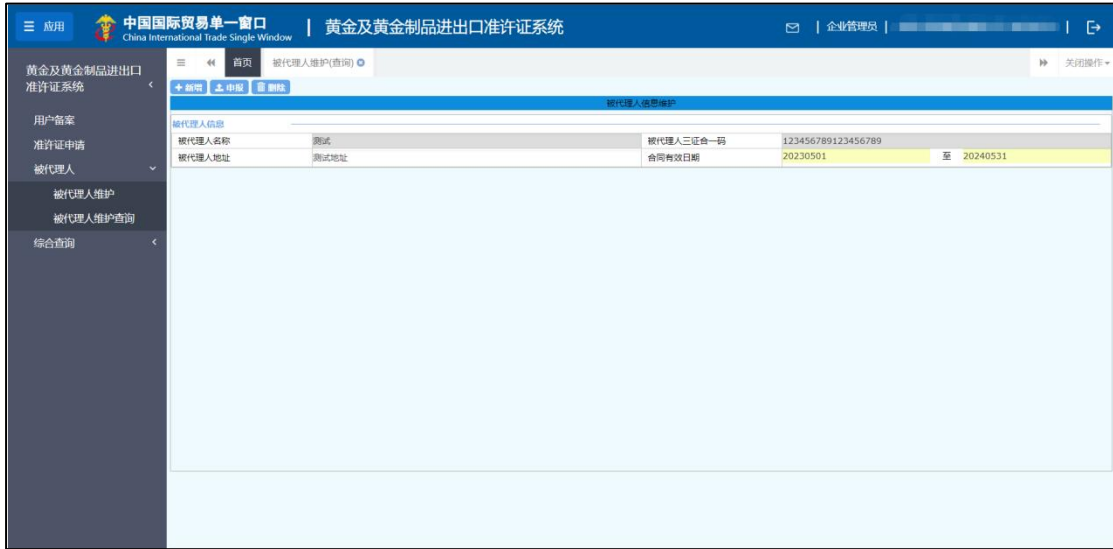 应用
中国国际贸易单一窗口
China International Trade Single Window
黄金及黄金制品进出口准许证系统
企业管理员
黄金及黄金制品进出口
准许证系统
用户备案
准许证申请
被代理人
被代理人维护
被代理人维护查询
综合查询
首页
被代理人维护(查询)
关闭操作
新增
申报
删除
被代理人信息维护
被代理人信息
被代理人名称 测试 被代理人三证合一码 123456789123456789
被代理人地址 测试地址 合同有效日期 20230501 至 20240531